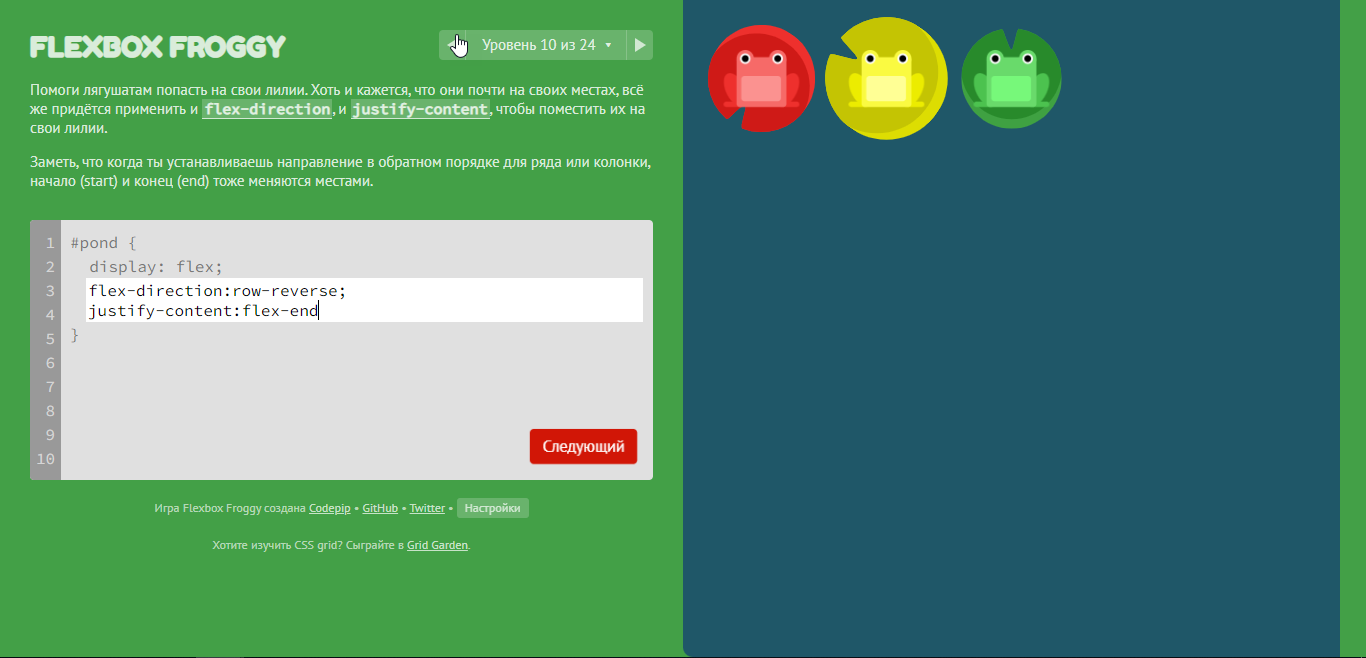 FLEXBOX FROGGY
Уровень 10 из 24
Помоги лягушатам попасть на свои лилии. Хоть и кажется, что они почти на своих местах, всё
же придётся применить и flex-direction, и justify-content, чтобы поместить их на
свои лилии.
Заметь, что когда ты устанавливаешь направление в обратном порядке для ряда или колонки,
начало (start) и конец (end) тоже меняются местами.
1 #pond {
2 display: flex;
3 flex-direction:row-reverse;
4 justify-content:flex-end
5 }
6
7
8
9
10
Следующий
Игра Flexbox Froggy создана Codepip • GitHub • Twitter • Настройки
Хотите изучить CSS grid? Сыграйте в Grid Garden.